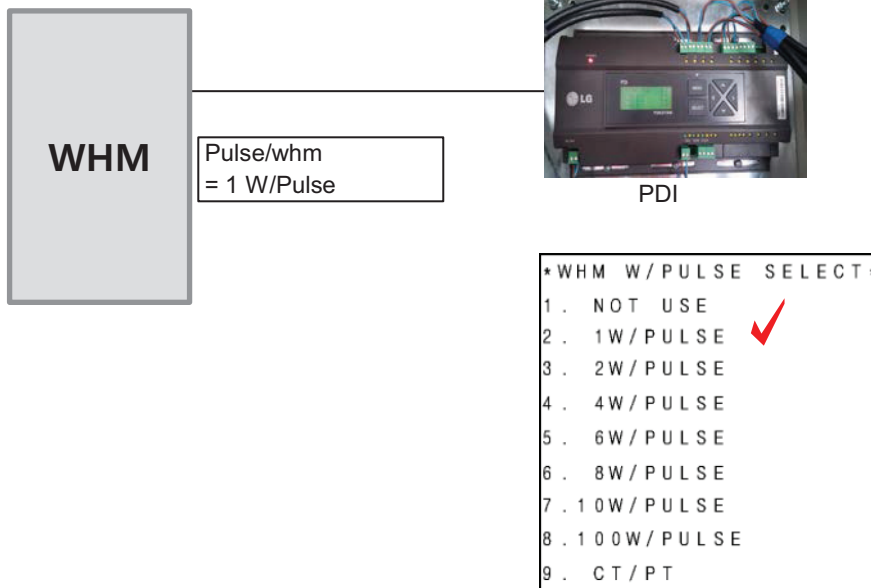 WHM
Pulse/whm
= 1 W/Pulse
LG
PDI
*WHM W/PULSE SELECT*
1. NOT USE
2. 1W/PULSE
3. 2W/PULSE
4. 4W/PULSE
5. 6W/PULSE
6. 8W/PULSE
7.10W/PULSE
8.100W/PULSE
9. CT/PT